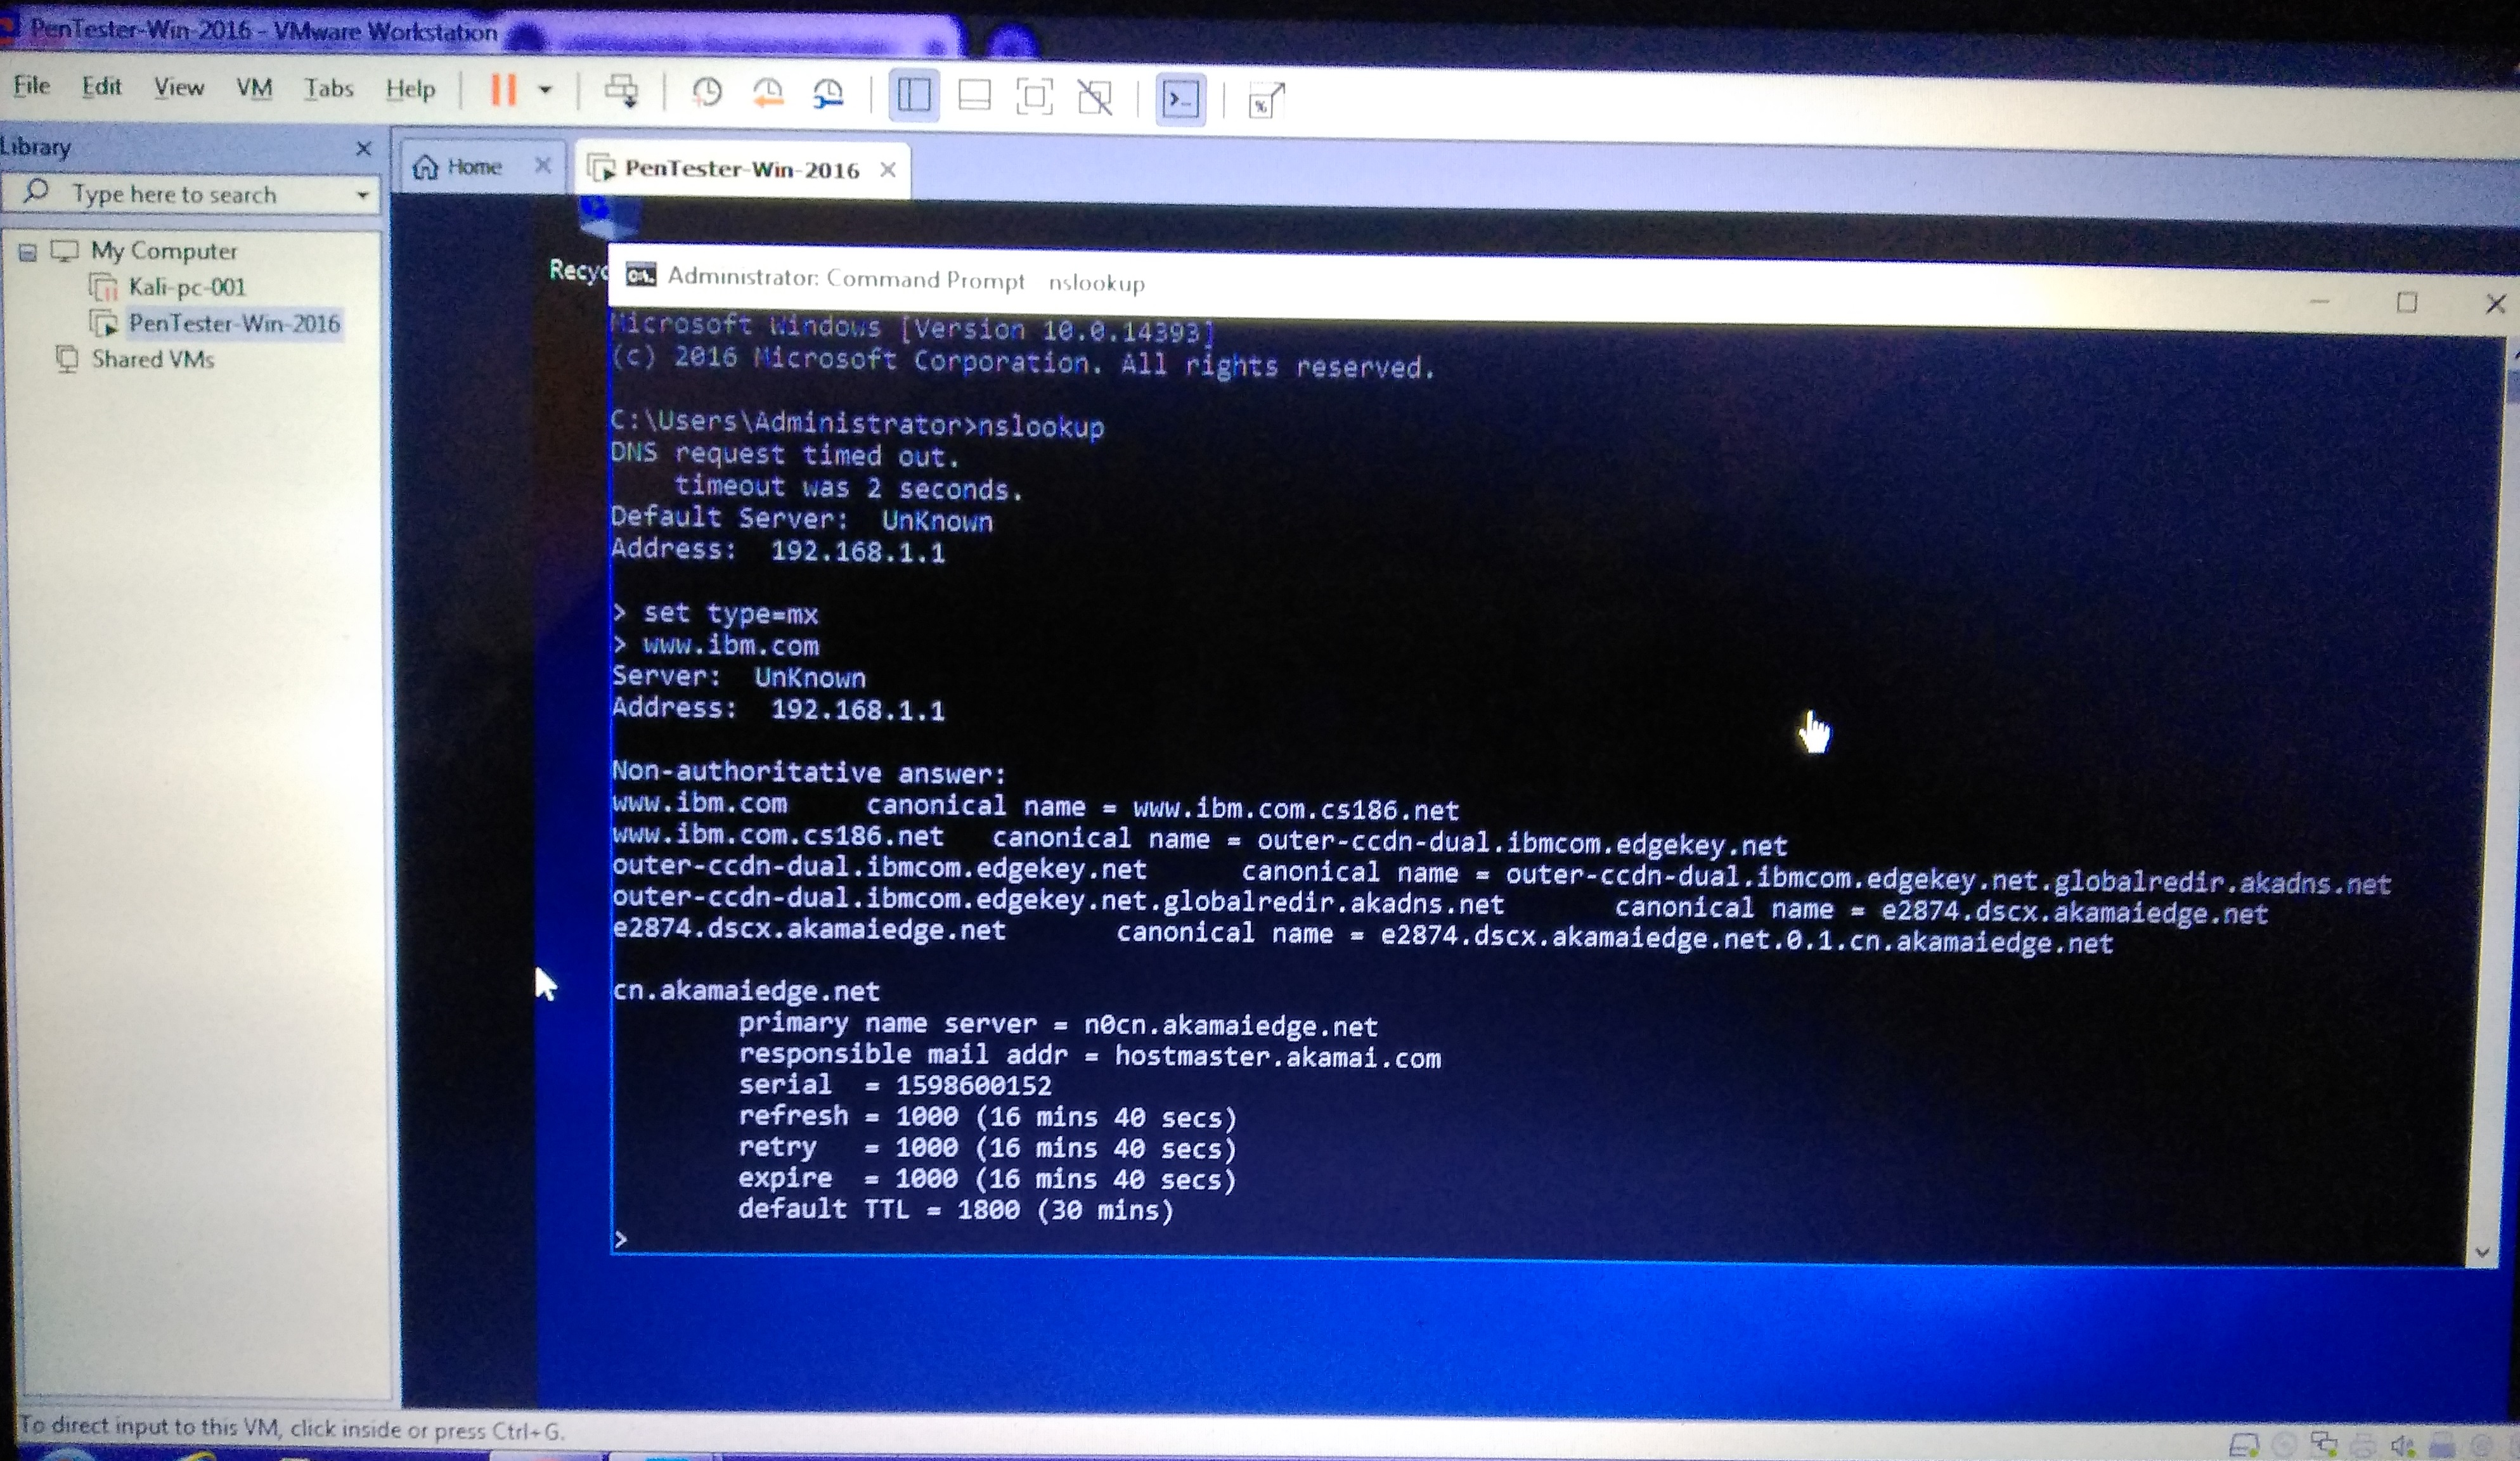 PenTester-Win-2016 - VMware Workstation
File Edit View VM Tabs Help
Library
Home
PenTester-Win-2016
Type here to search
My Computer
Kali-pc-001
PenTester-Win-2016
Shared VMs
Recyc
Administrator: Command Prompt nslookup
Microsoft Windows [Version 10.0.14393]
(c) 2016 Microsoft Corporation. All rights reserved.
C:\Users\Administrator>nslookup
DNS request timed out.
timeout was 2 seconds.
Default Server: UnKnown
Address: 192.168.1.1
> set type=mx
> www.ibm.com
Server: UnKnown
Address: 192.168.1.1
Non-authoritative answer:
www.ibm.com canonical name = www.ibm.com.cs186.net
www.ibm.com.cs186.net canonical name = outer-ccdn-dual.ibmcom.edgekey.net
outer-ccdn-dual.ibmcom.edgekey.net canonical name = outer-ccdn-dual.ibmcom.edgekey.net.globalredir.akadns.net
outer-ccdn-dual.ibmcom.edgekey.net.globalredir.akadns.net canonical name = e2874.dscx.akamaiedge.net
e2874.dscx.akamaiedge.net canonical name = e2874.dscx.akamaiedge.net.0.1.cn.akamaiedge.net
cn.akamaiedge.net
primary name server = n0cn.akamaiedge.net
responsible mail addr = hostmaster.akamai.com
serial = 1598600152
refresh = 1000 (16 mins 40 secs)
retry = 1000 (16 mins 40 secs)
expire = 1000 (16 mins 40 secs)
default TTL = 1800 (30 mins)
>
To direct input to this VM, click inside or press Ctrl+G.